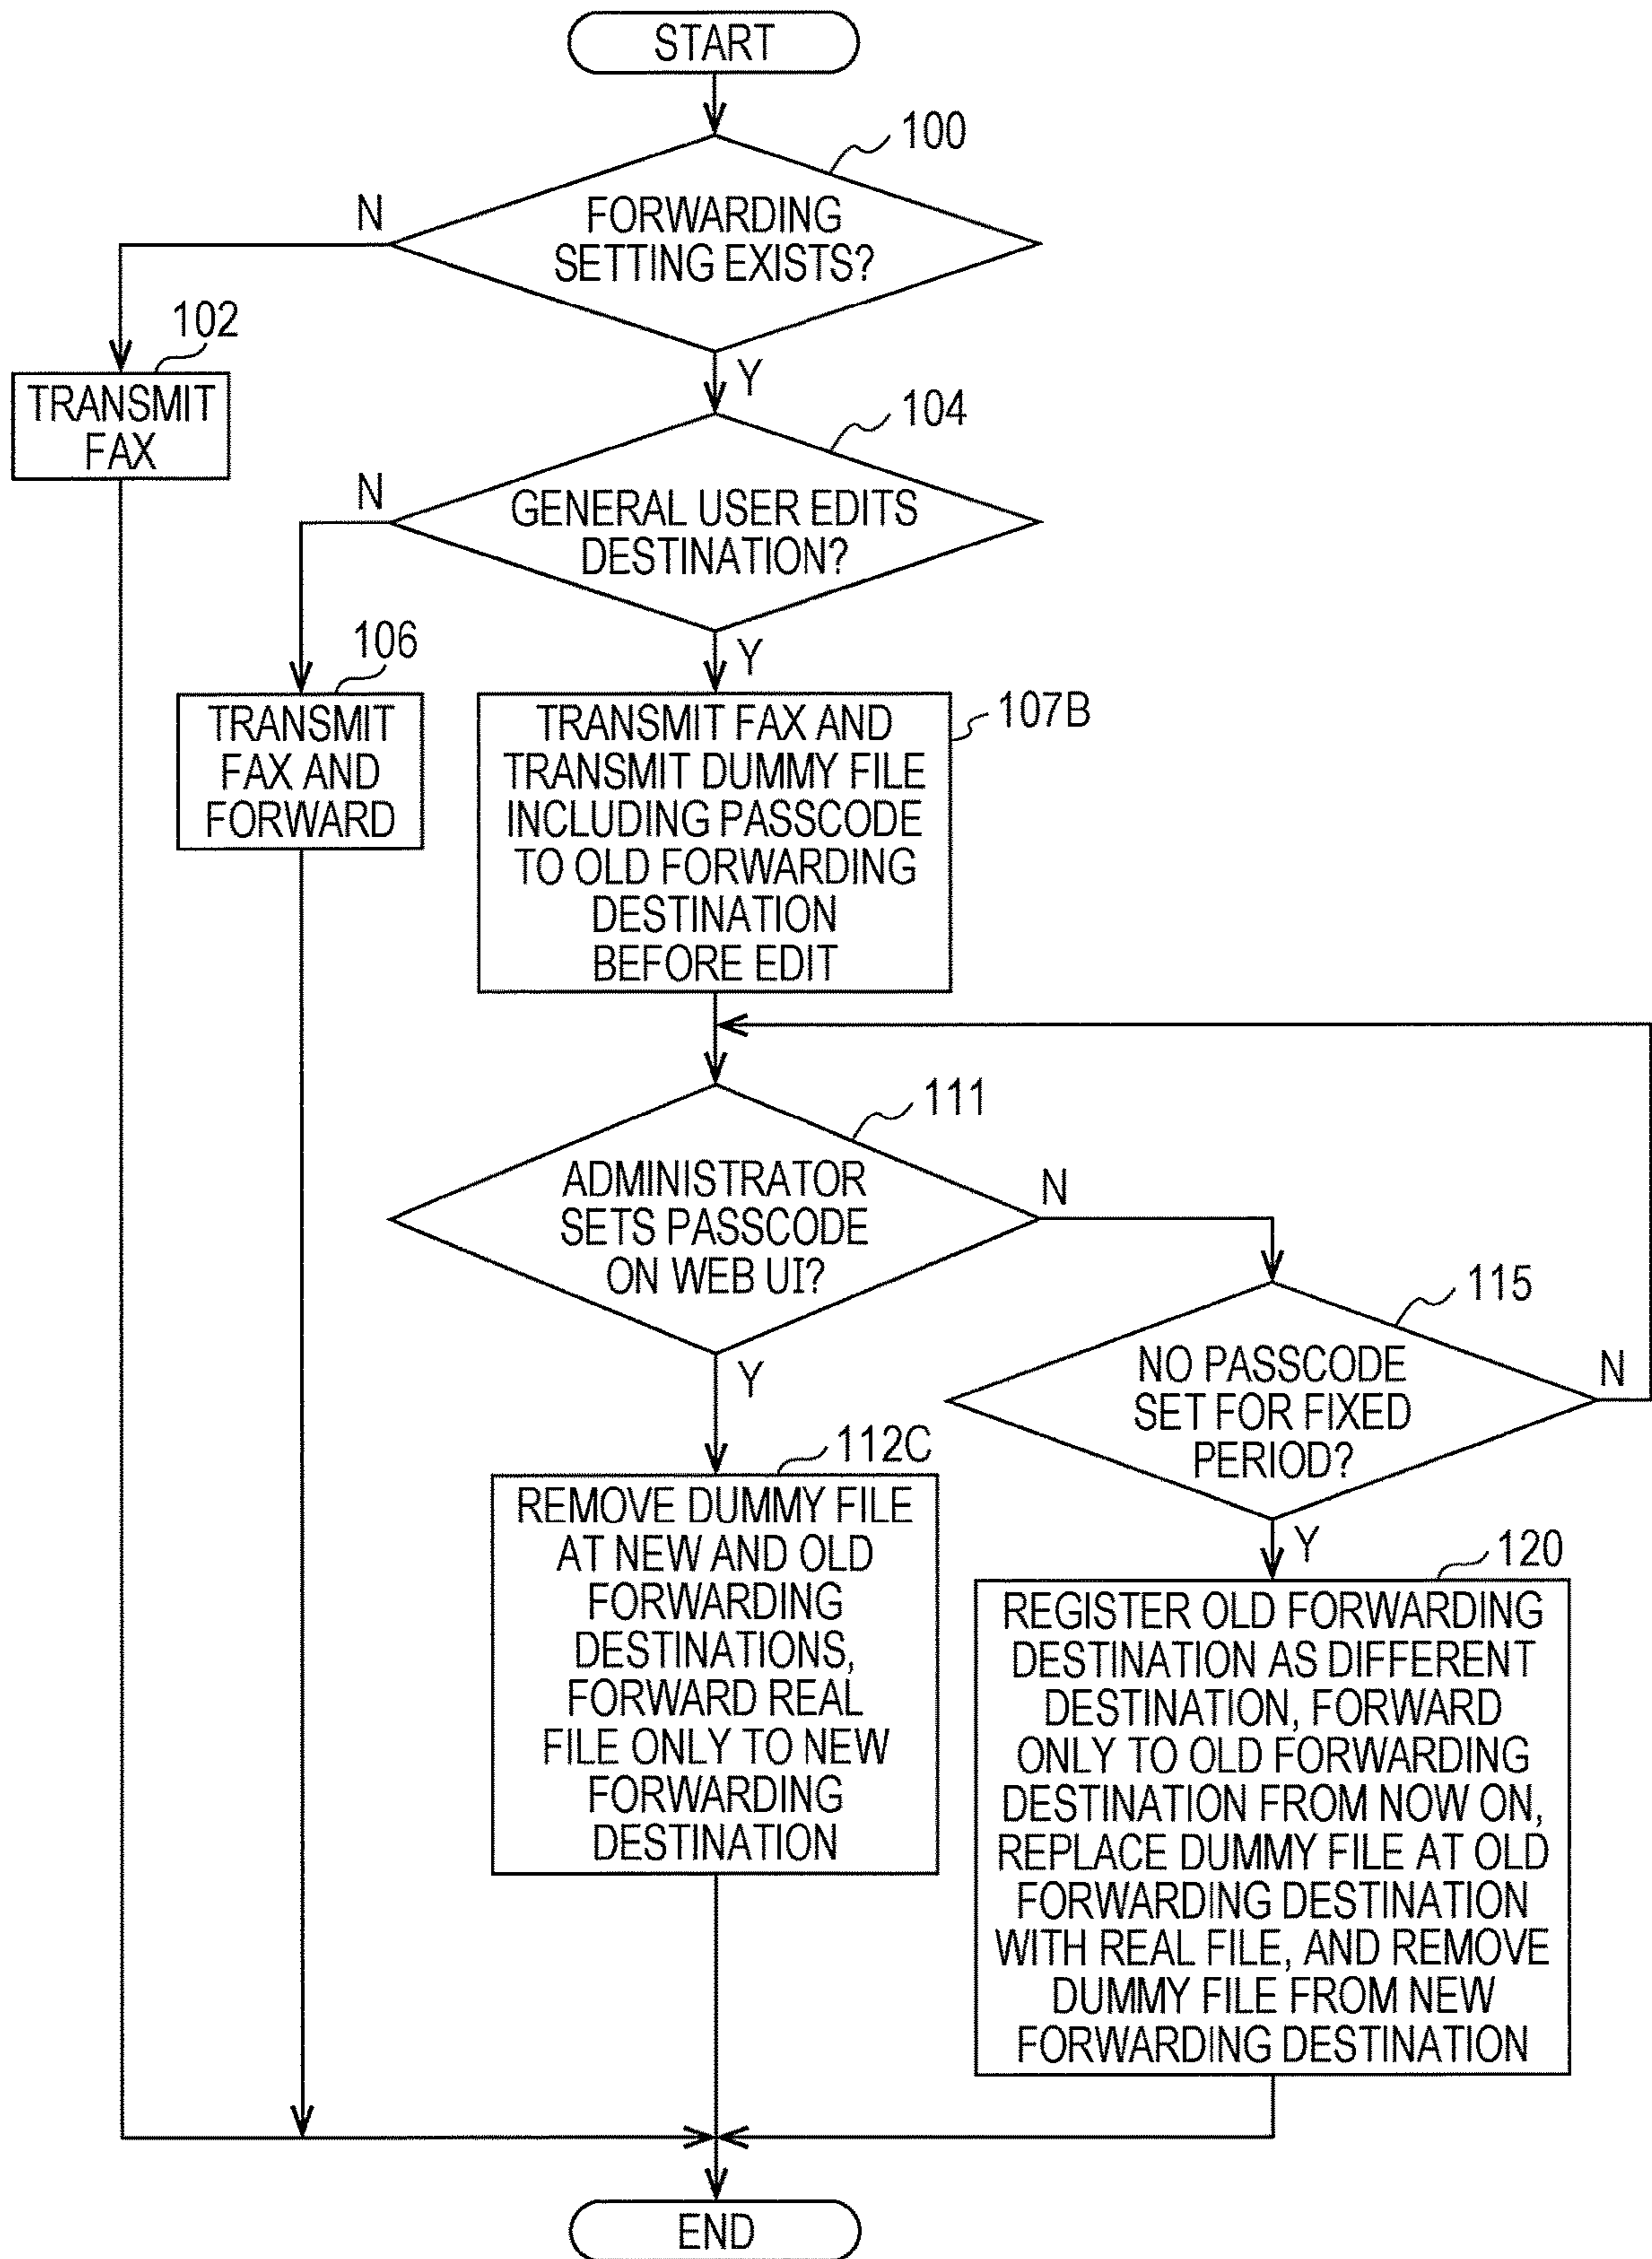 START
100
FORWARDING
SETTING EXISTS?
N
Y
102
TRANSMIT
FAX
104
GENERAL USER EDITS
DESTINATION?
N
Y
106
TRANSMIT
FAX AND
FORWARD
107B
TRANSMIT FAX AND
TRANSMIT DUMMY FILE
INCLUDING PASSCODE
TO OLD FORWARDING
DESTINATION
BEFORE EDIT
111
ADMINISTRATOR
SETS PASSCODE
ON WEB UI?
N
Y
115
NO PASSCODE
SET FOR FIXED
PERIOD?
N
Y
112C
REMOVE DUMMY FILE
AT NEW AND OLD
FORWARDING
DESTINATIONS,
FORWARD REAL
FILE ONLY TO NEW
FORWARDING
DESTINATION
120
REGISTER OLD FORWARDING
DESTINATION AS DIFFERENT
DESTINATION, FORWARD
ONLY TO OLD FORWARDING
DESTINATION FROM NOW ON,
REPLACE DUMMY FILE AT OLD
FORWARDING DESTINATION
WITH REAL FILE, AND REMOVE
DUMMY FILE FROM NEW
FORWARDING DESTINATION
END